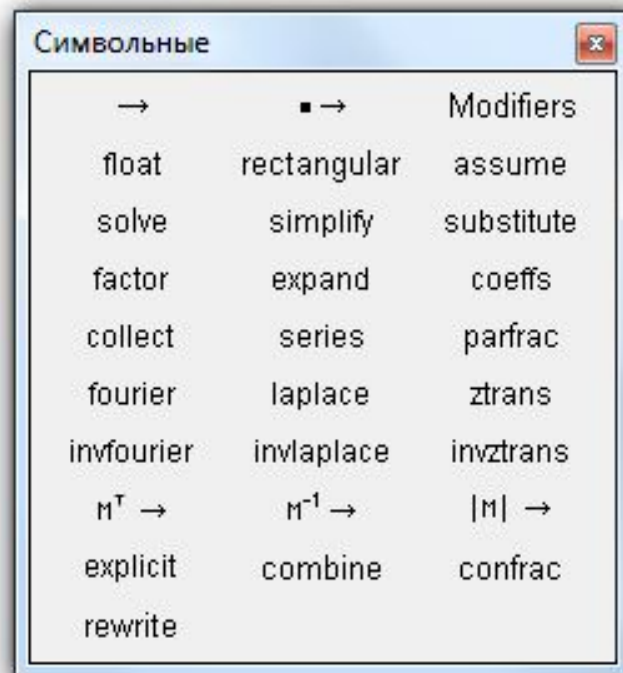 Символьные
→ ▪ → Modifiers
float rectangular assume
solve simplify substitute
factor expand coeffs
collect series parfrac
fourier laplace ztrans
invfourier invlaplace invztrans
Mᵀ → M⁻¹ → |M| →
explicit combine confrac
rewrite